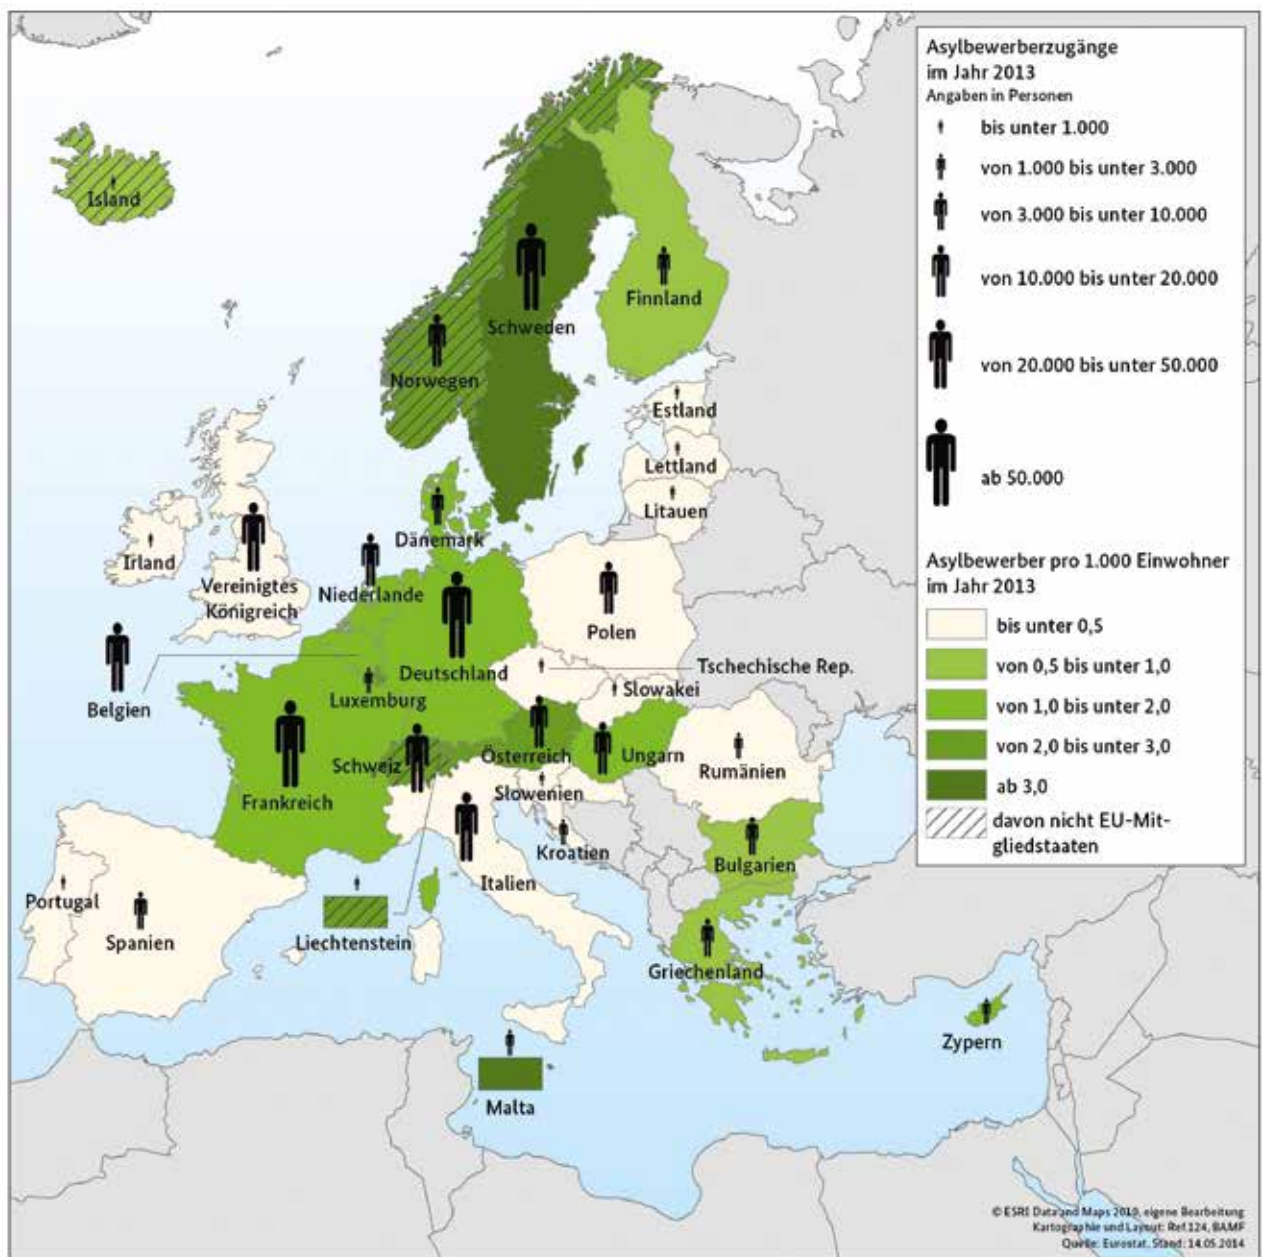 Asylbewerberzugänge
im Jahr 2013
Angaben in Personen
bis unter 1.000
von 1.000 bis unter 3.000
von 3.000 bis unter 10.000
von 10.000 bis unter 20.000
von 20.000 bis unter 50.000
ab 50.000
Asylbewerber pro 1.000 Einwohner
im Jahr 2013
bis unter 0,5
von 0,5 bis unter 1,0
von 1,0 bis unter 2,0
von 2,0 bis unter 3,0
ab 3,0
davon nicht EU-Mit-
gliedstaaten
Island
Finnland
Schweden
Norwegen
Estland
Lettland
Litauen
Dänemark
Irland
Vereinigtes
Königreich
Niederlande
Polen
Tschechische Rep.
Deutschland
Slowakei
Luxemburg
Belgien
Österreich
Ungarn
Schweiz
Rumänien
Slowenien
Frankreich
Kroatien
Bulgarien
Italien
Portugal
Spanien
Liechtenstein
Griechenland
Zypern
Malta
© ESRI Data and Maps 2010, eigene Bearbeitung
Kartographie und Layout: Ref.124, BAMF
Quelle: Eurostat, Stand: 14.05.2014